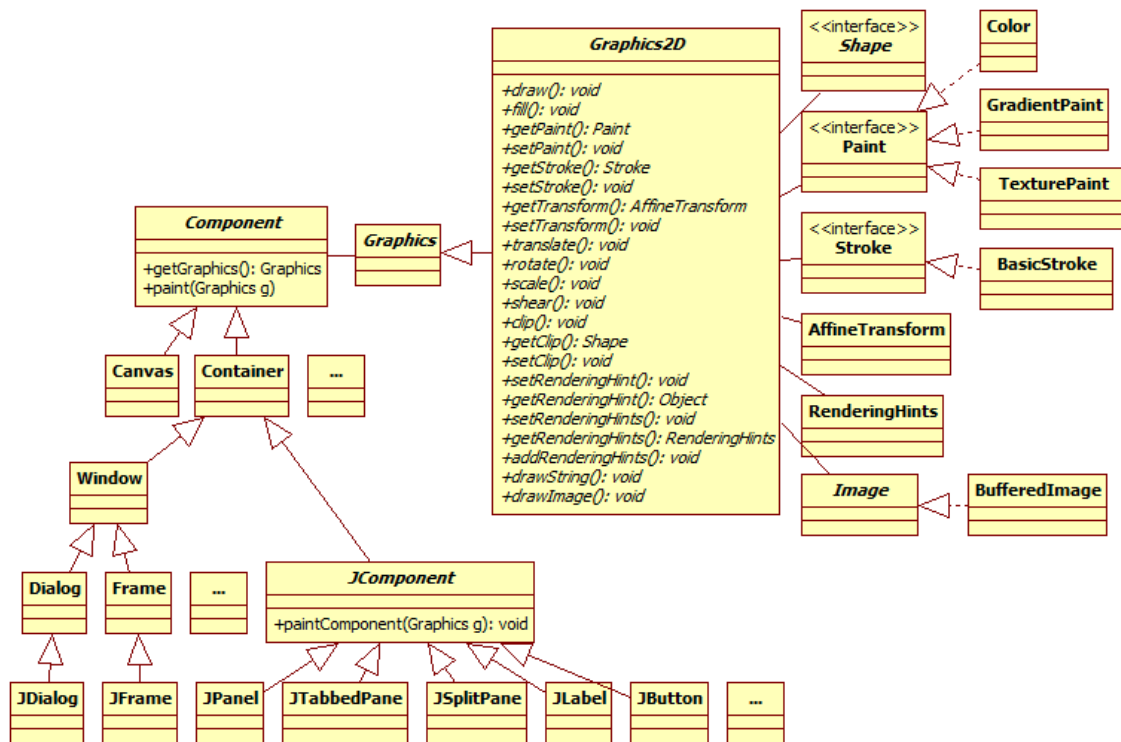 Graphics2D
+draw(): void
+fill(): void
+getPaint(): Paint
+setPaint(): void
+getStroke(): Stroke
+setStroke(): void
+getTransform(): AffineTransform
+setTransform(): void
+translate(): void
+rotate(): void
+scale(): void
+shear(): void
+clip(): void
+getClip(): Shape
+setClip(): void
+setRenderingHint(): void
+getRenderingHint(): Object
+setRenderingHints(): void
+getRenderingHints(): RenderingHints
+addRenderingHints(): void
+drawString(): void
+drawImage(): void
<<interface>>
Shape
Color
<<interface>>
Paint
GradientPaint
TexturePaint
<<interface>>
Stroke
BasicStroke
AffineTransform
RenderingHints
Image
BufferedImage
Component
+getGraphics(): Graphics
+paint(Graphics g)
Graphics
Canvas
Container
...
Window
Dialog
Frame
...
JComponent
+paintComponent(Graphics g): void
JDialog
JFrame
JPanel
JTabbedPane
JSplitPane
JLabel
JButton
...